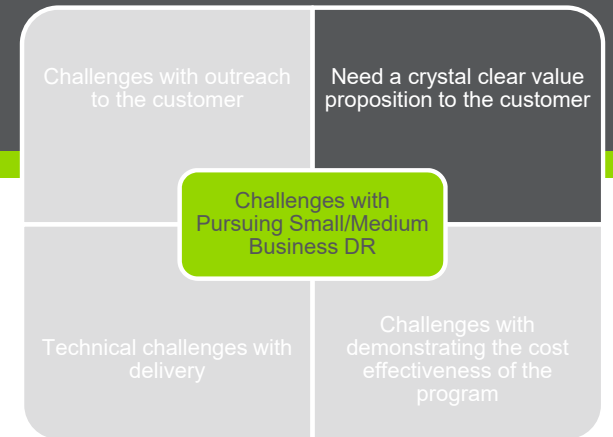 Challenges with outreach
to the customer
Need a crystal clear value
proposition to the customer
Challenges with
Pursuing Small/Medium
Business DR
Technical challenges with
delivery
Challenges with
demonstrating the cost
effectiveness of the
program